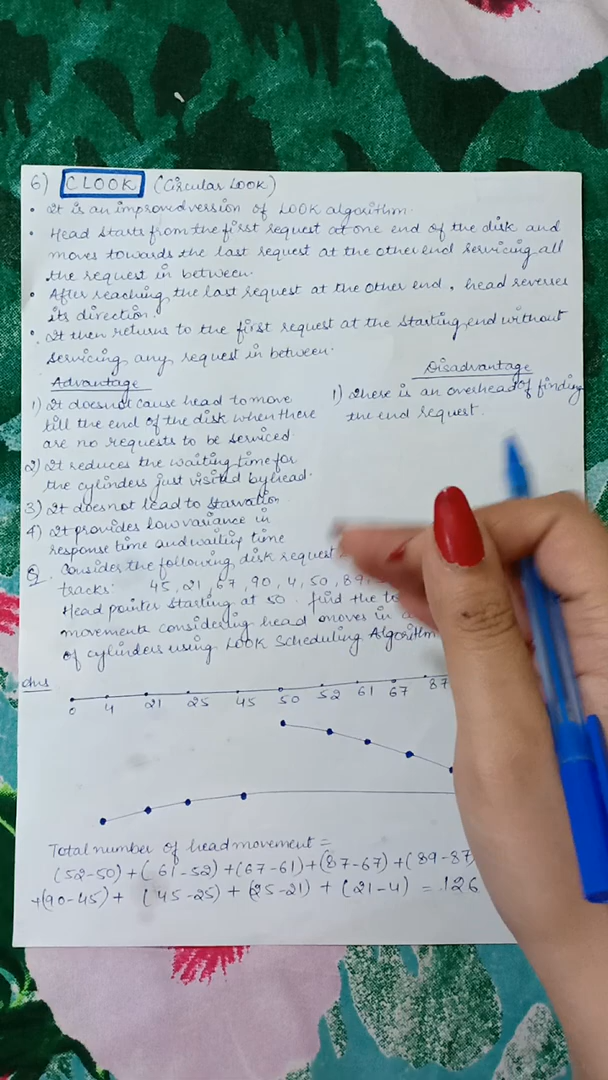 6) CLOOK (Circular LOOK)
• It is an improved version of LOOK algorithm.
• Head starts from the first request at one end of the disk and
moves towards the last request at the other end servicing all
the request in between.
• After reaching the last request at the other end, head reverses
its direction.
• It then returns to the first request at the starting end without
servicing any request in between.
Advantage
1) It does not cause head to move
till the end of the disk when there
are no requests to be serviced.
2) It reduces the waiting time for
the cylinders just visited by head.
3) It does not lead to starvation
4) It provides low variance in
response time and waiting time
Disadvantage
1) There is an overhead of finding
the end request.
Q. Consider the following disk request
tracks: 45, 21, 67, 90, 4, 50, 89,
Head pointer starting at 50. find the
movements considering head moves in
of cylinders using LOOK Scheduling Algorithm
Ans
0 4 21 25 45 50 52 61 67 87
Total number of head movement =
(52-50) + (61-52) + (67-61) + (87-67) + (89-87)
+(90-45) + (45-25) + (25-21) + (21-4) = 126